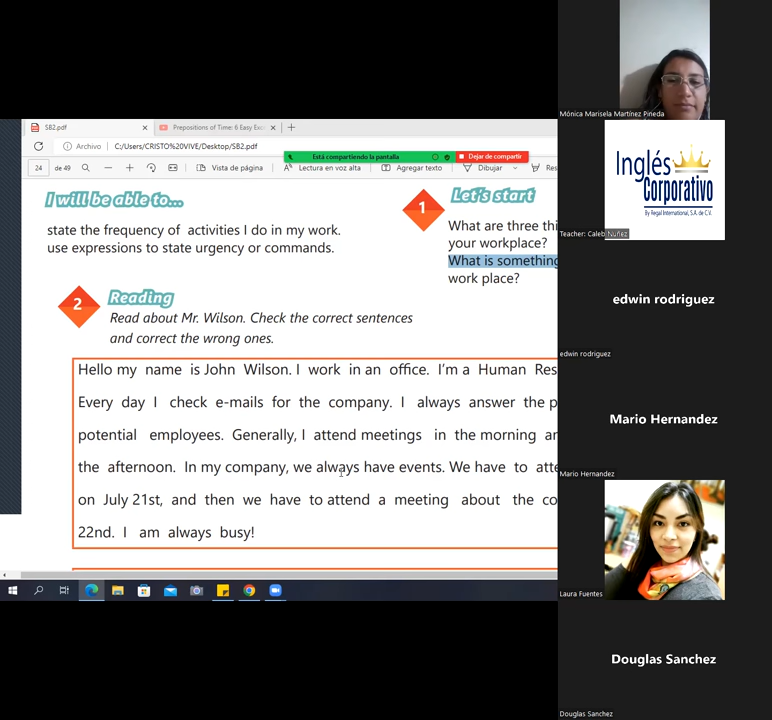 SB2.pdf
Prepositions of Time: 6 Easy Exe
Archivo
C:/Users/CRISTO%20VIVE/Desktop/SB2.pdf
Está compartiendo la pantalla
Dejar de compartir
24
de 49
Vista de página
Lectura en voz alta
Agregar texto
Dibujar
I will be able to...
state the frequency of activities I do in my work.
use expressions to state urgency or commands.
1
Let's start
What are three thi
your workplace?
What is something
work place?
2
Reading
Read about Mr. Wilson. Check the correct sentences
and correct the wrong ones.
Hello my name is John Wilson. I work in an office. I'm a Human Res
Every day I check e-mails for the company. I always answer the p
potential employees. Generally, I attend meetings in the morning an
the afternoon. In my company, we always have events. We have to atte
on July 21st, and then we have to attend a meeting about the co
22nd. I am always busy!
Mónica Marisela Martínez Pineda
Inglés
Corporativo
By Regal International, S.A. de C.V.
Teacher: Caleb Nuñez
edwin rodriguez
edwin rodriguez
Mario Hernandez
Mario Hernandez
Laura Fuentes
Douglas Sanchez
Douglas Sanchez